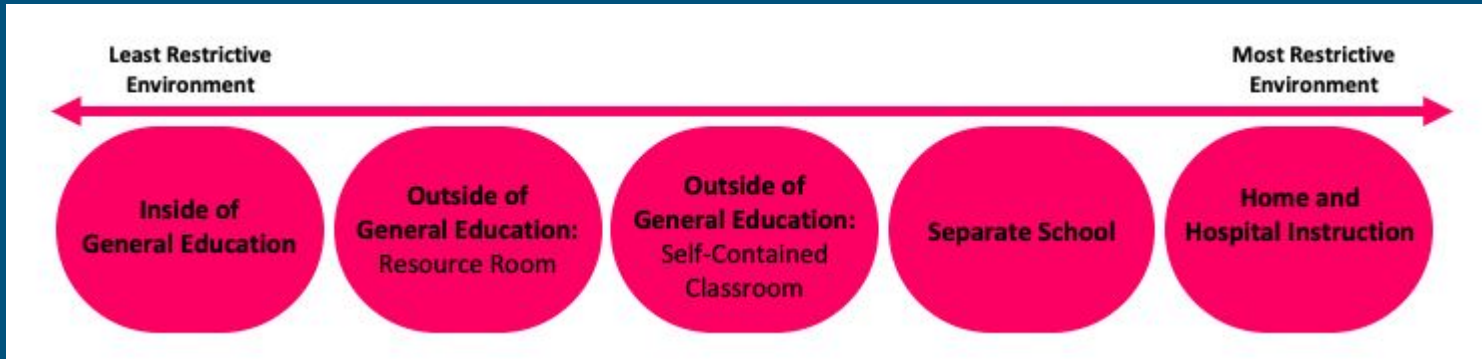 Least Restrictive
Environment
Most Restrictive
Environment
Inside of
General Education
Outside of
General Education:
Resource Room
Outside of
General Education:
Self-Contained
Classroom
Separate School
Home and
Hospital Instruction